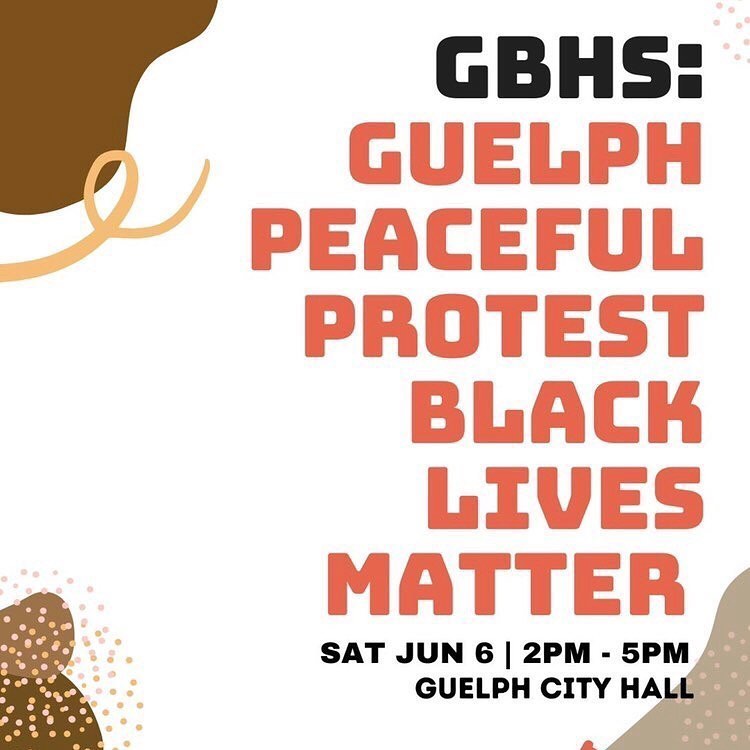 GBHS:
GUELPH
PEACEFUL
PROTEST
BLACK
LIVES
MATTER
SAT JUN 6 | 2PM - 5PM
GUELPH CITY HALL